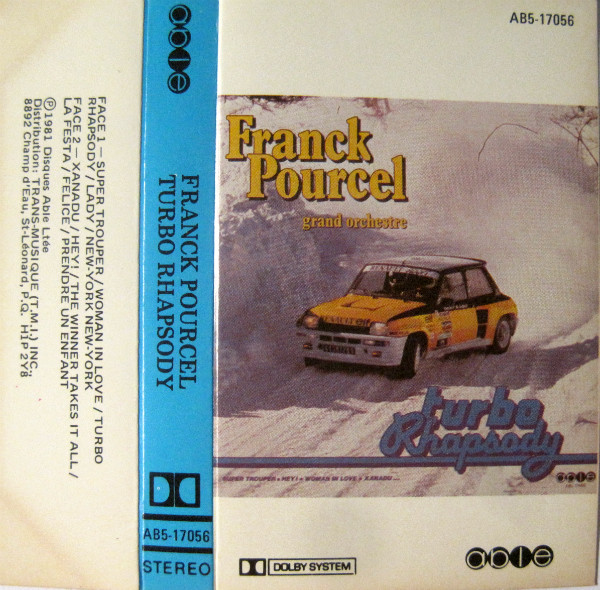 FACE 1 — SUPER TROUPER / WOMAN IN LOVE / TURBO
RHAPSODY / LADY / NEW-YORK NEW-YORK
FACE 2 — XANADU / HEY! / THE WINNER TAKES IT ALL /
LA FESTA / FELICE / PRENDRE UN ENFANT
Ⓟ 1981 Disques Able Ltée
Distribution: TRANS-MUSIQUE (T.M.I.) INC.,
8892 Champ d'Eau, St-Léonard, P.Q. H1P 2Y8
able
FRANCK POURCEL
TURBO RHAPSODY
AB5-17056
STEREO
AB5-17056
Franck
Pourcel
grand orchestre
turbo
Rhapsody
SUPER TROUPER • HEY! • WOMAN IN LOVE • XANADU ...
able
DOLBY SYSTEM
able